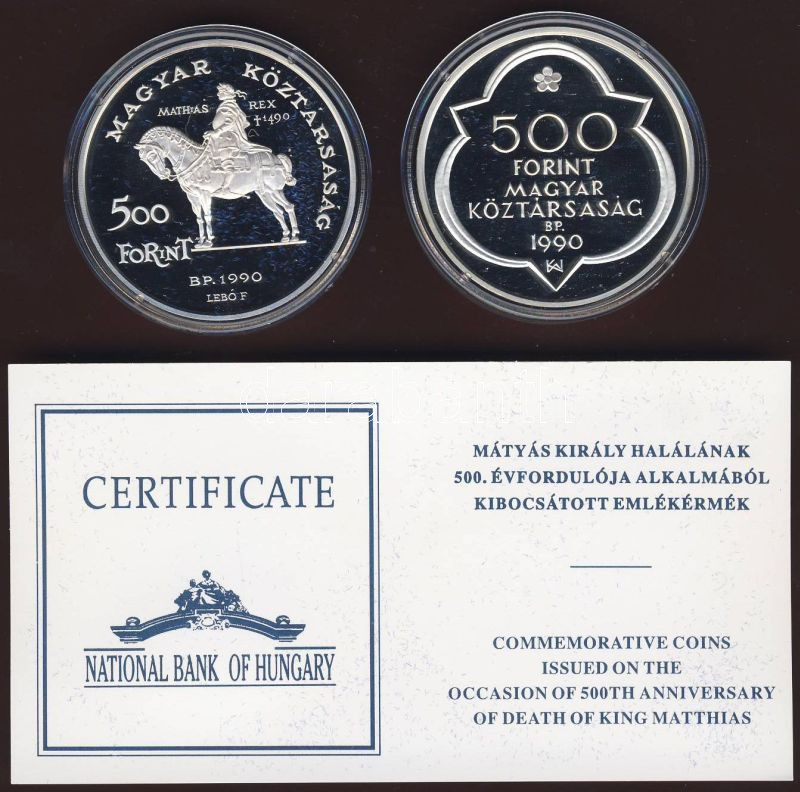 MAGYAR KÖZTÁRSASÁG
MATHIAS REX
†1490
500
FORINT
BP. 1990
LEBÓ F
500
FORINT
MAGYAR
KÖZTÁRSASÁG
BP.
1990
CERTIFICATE
NATIONAL BANK OF HUNGARY
MÁTYÁS KIRÁLY HALÁLÁNAK
500. ÉVFORDULÓJA ALKALMÁBÓL
KIBOCSÁTOTT EMLÉKÉRMÉK
COMMEMORATIVE COINS
ISSUED ON THE
OCCASION OF 500TH ANNIVERSARY
OF DEATH OF KING MATTHIAS